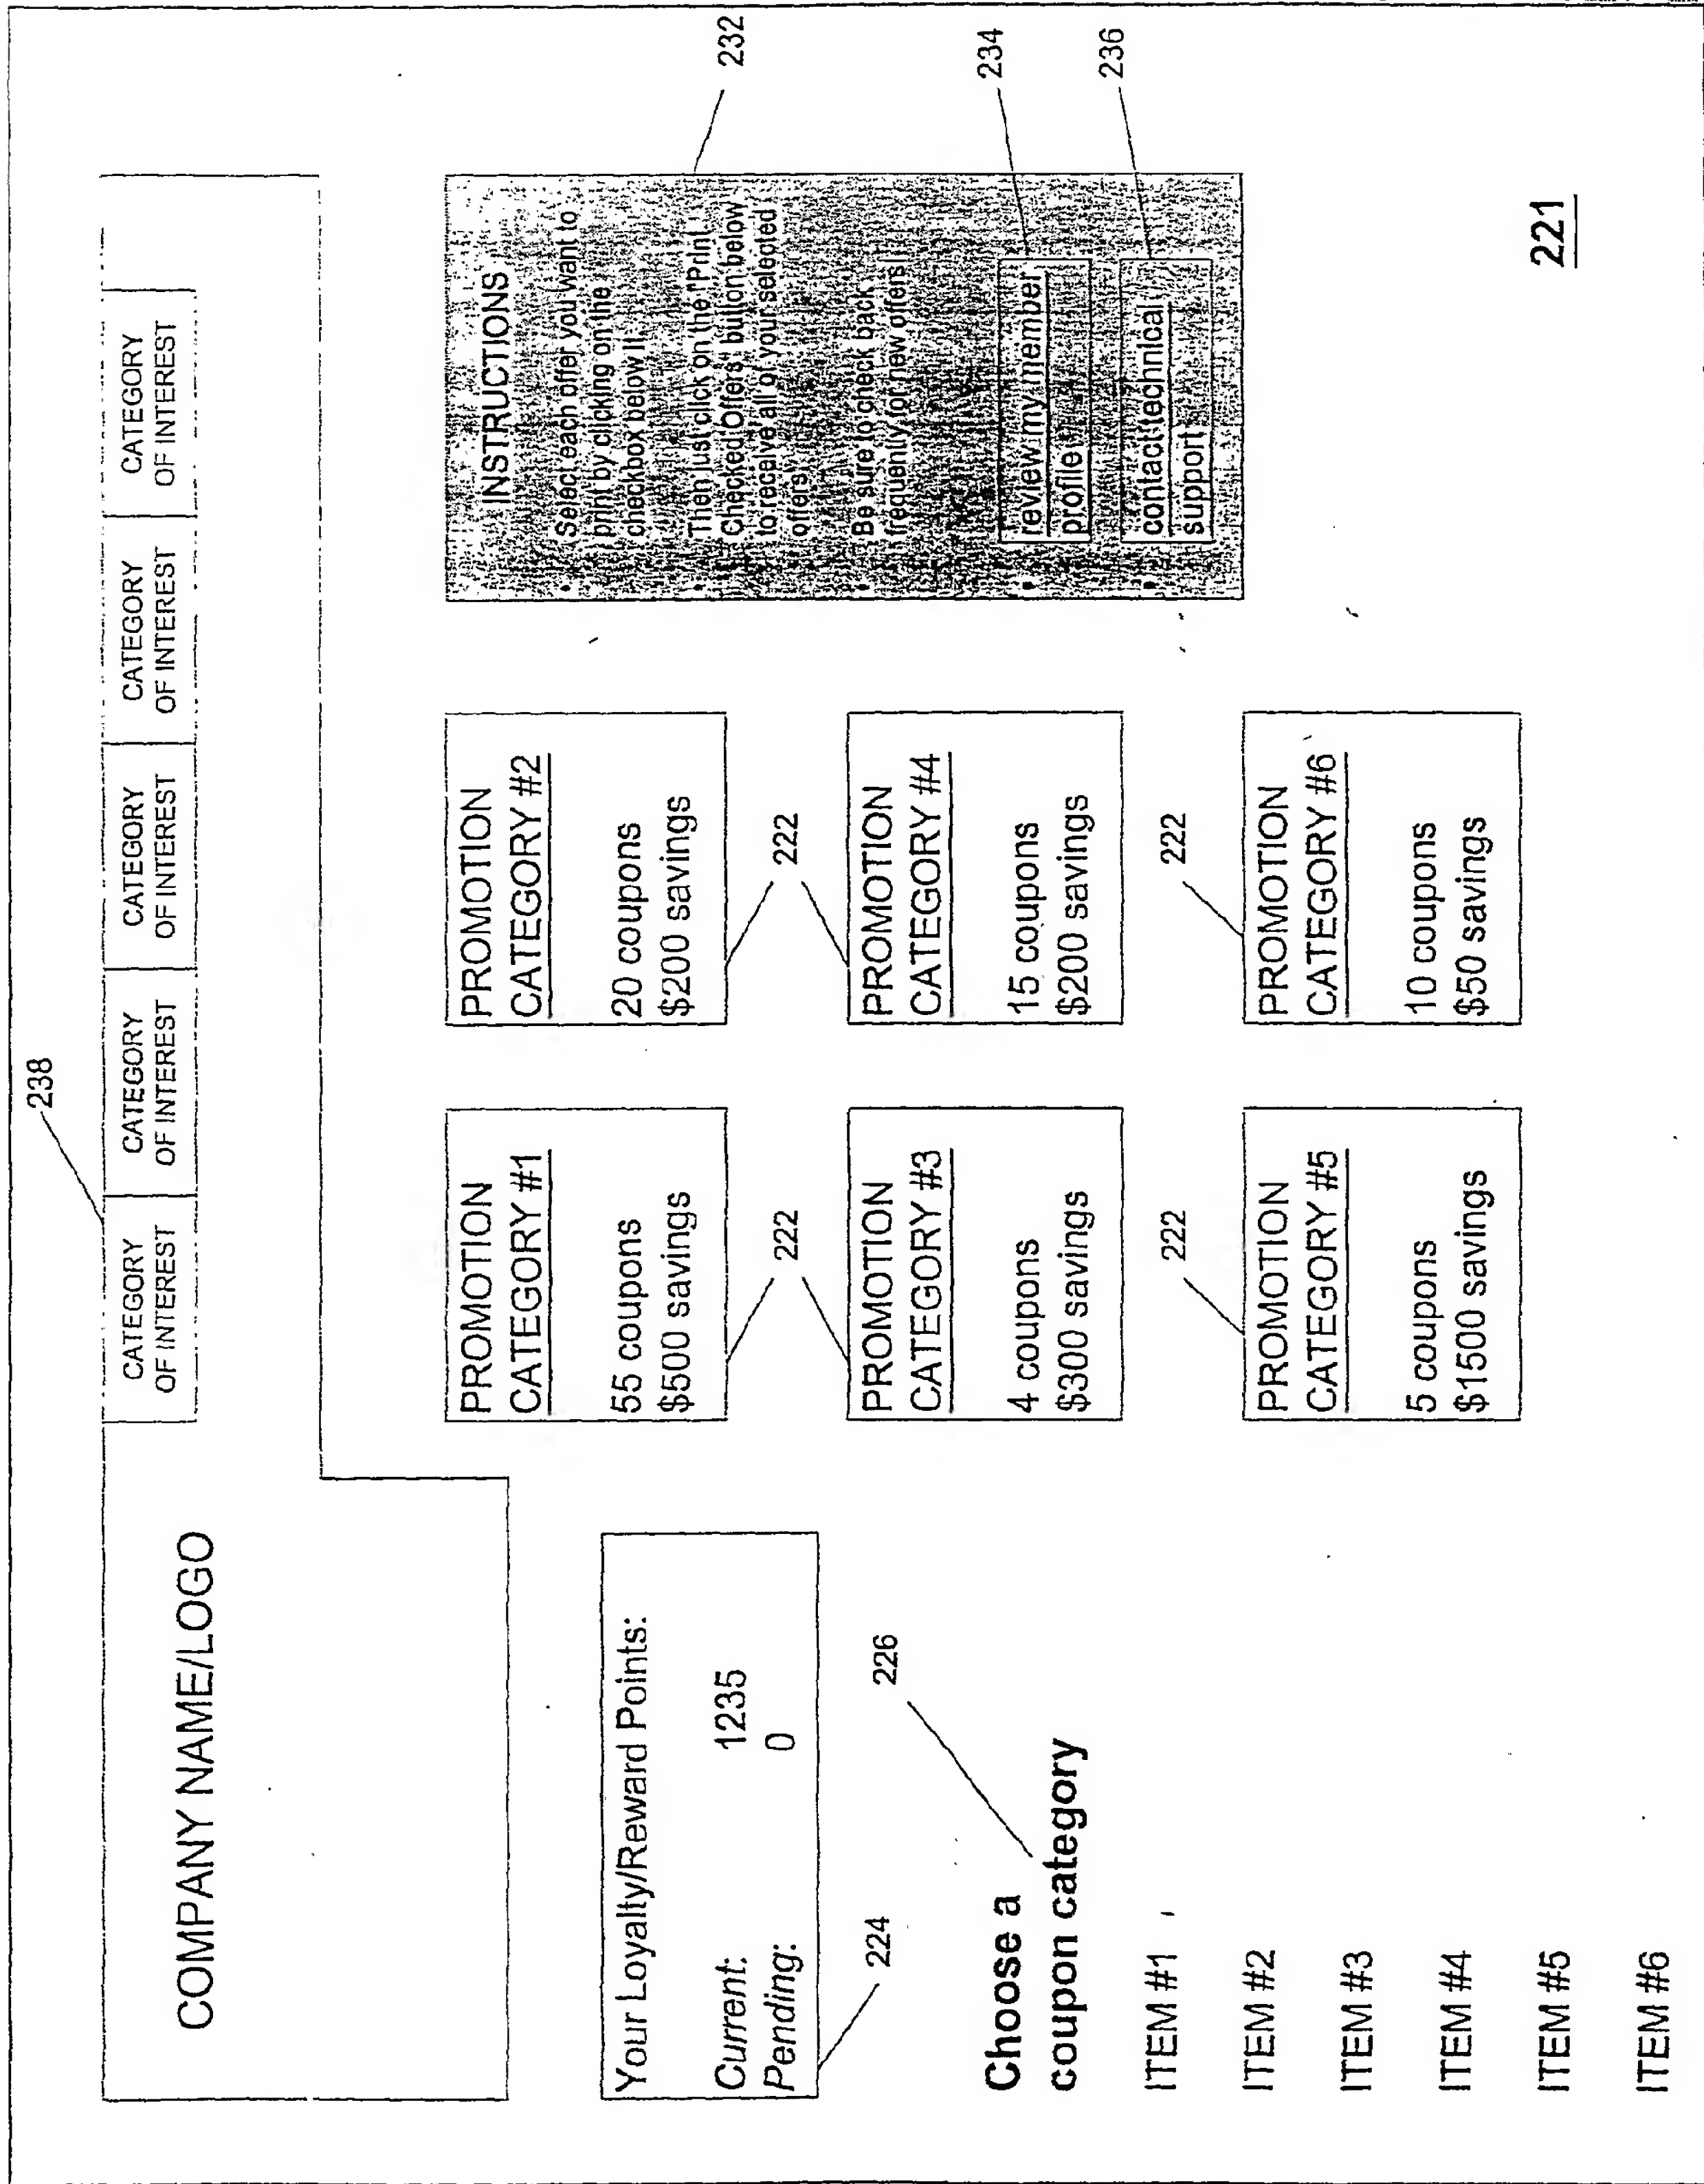 238
CATEGORY
OF INTEREST
CATEGORY
OF INTEREST
CATEGORY
OF INTEREST
CATEGORY
OF INTEREST
CATEGORY
OF INTEREST
COMPANY NAME/LOGO
Your Loyalty/Reward Points:
Current: 1235
Pending: 0
224
226
Choose a
coupon category
ITEM #1
ITEM #2
ITEM #3
ITEM #4
ITEM #5
ITEM #6
PROMOTION
CATEGORY #1
55 coupons
$500 savings
PROMOTION
CATEGORY #2
20 coupons
$200 savings
222
222
PROMOTION
CATEGORY #3
4 coupons
$300 savings
PROMOTION
CATEGORY #4
15 coupons
$200 savings
222
222
PROMOTION
CATEGORY #5
5 coupons
$1500 savings
PROMOTION
CATEGORY #6
10 coupons
$50 savings
INSTRUCTIONS
• Select each offer you want to
print by clicking on the
checkbox below it.
• Then just click on the "Print
Checked Offers" button below
to receive all of your selected
offers.
• Be sure to check back
frequently for new offers!
• review my member
profile
• contact technical
support
232
234
236
221